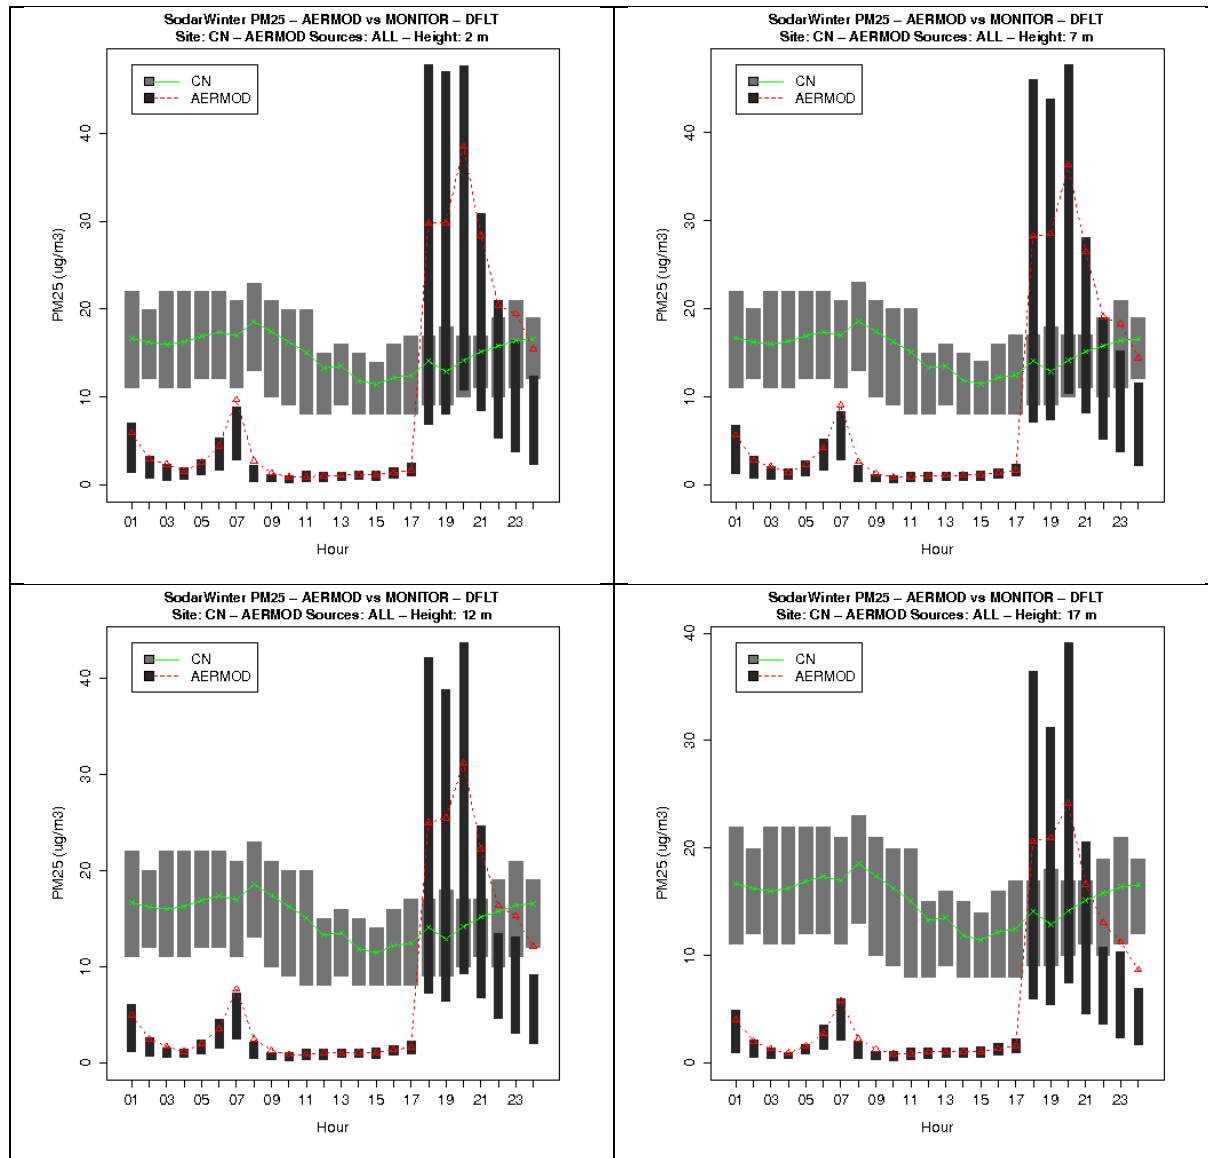 SodarWinter PM25 – AERMOD vs MONITOR – DFLT
Site: CN – AERMOD Sources: ALL – Height: 2 m
CN
AERMOD
PM25 (ug/m3)
0 10 20 30 40
01 03 05 07 09 11 13 15 17 19 21 23
Hour
SodarWinter PM25 – AERMOD vs MONITOR – DFLT
Site: CN – AERMOD Sources: ALL – Height: 7 m
CN
AERMOD
PM25 (ug/m3)
0 10 20 30 40
01 03 05 07 09 11 13 15 17 19 21 23
Hour
SodarWinter PM25 – AERMOD vs MONITOR – DFLT
Site: CN – AERMOD Sources: ALL – Height: 12 m
CN
AERMOD
PM25 (ug/m3)
0 10 20 30 40
01 03 05 07 09 11 13 15 17 19 21 23
Hour
SodarWinter PM25 – AERMOD vs MONITOR – DFLT
Site: CN – AERMOD Sources: ALL – Height: 17 m
CN
AERMOD
PM25 (ug/m3)
0 10 20 30 40
01 03 05 07 09 11 13 15 17 19 21 23
Hour